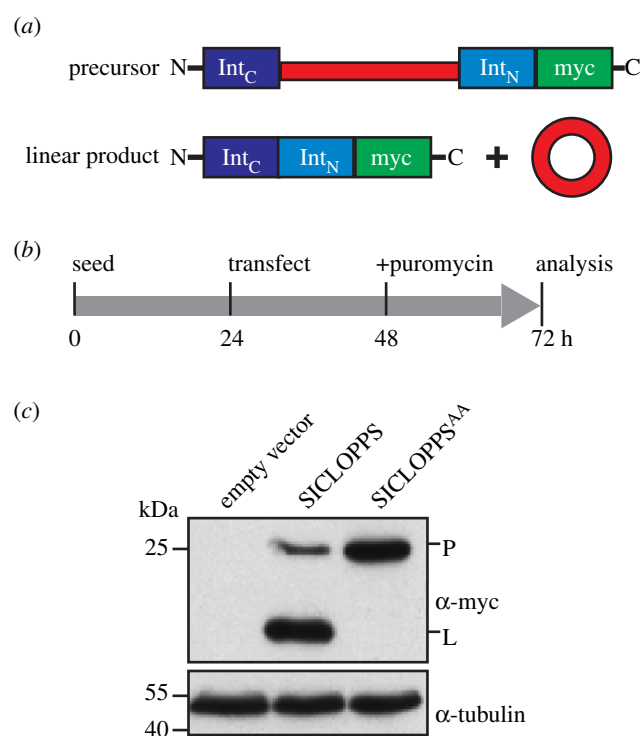 (a)
precursor N IntC IntN myc C
linear product N IntC IntN myc C +
(b)
seed transfect +puromycin analysis
0 24 48 72 h
(c)
empty vector
SICLOPPS
SICLOPPSAA
kDa
25
P
α-myc
L
55
40
α-tubulin